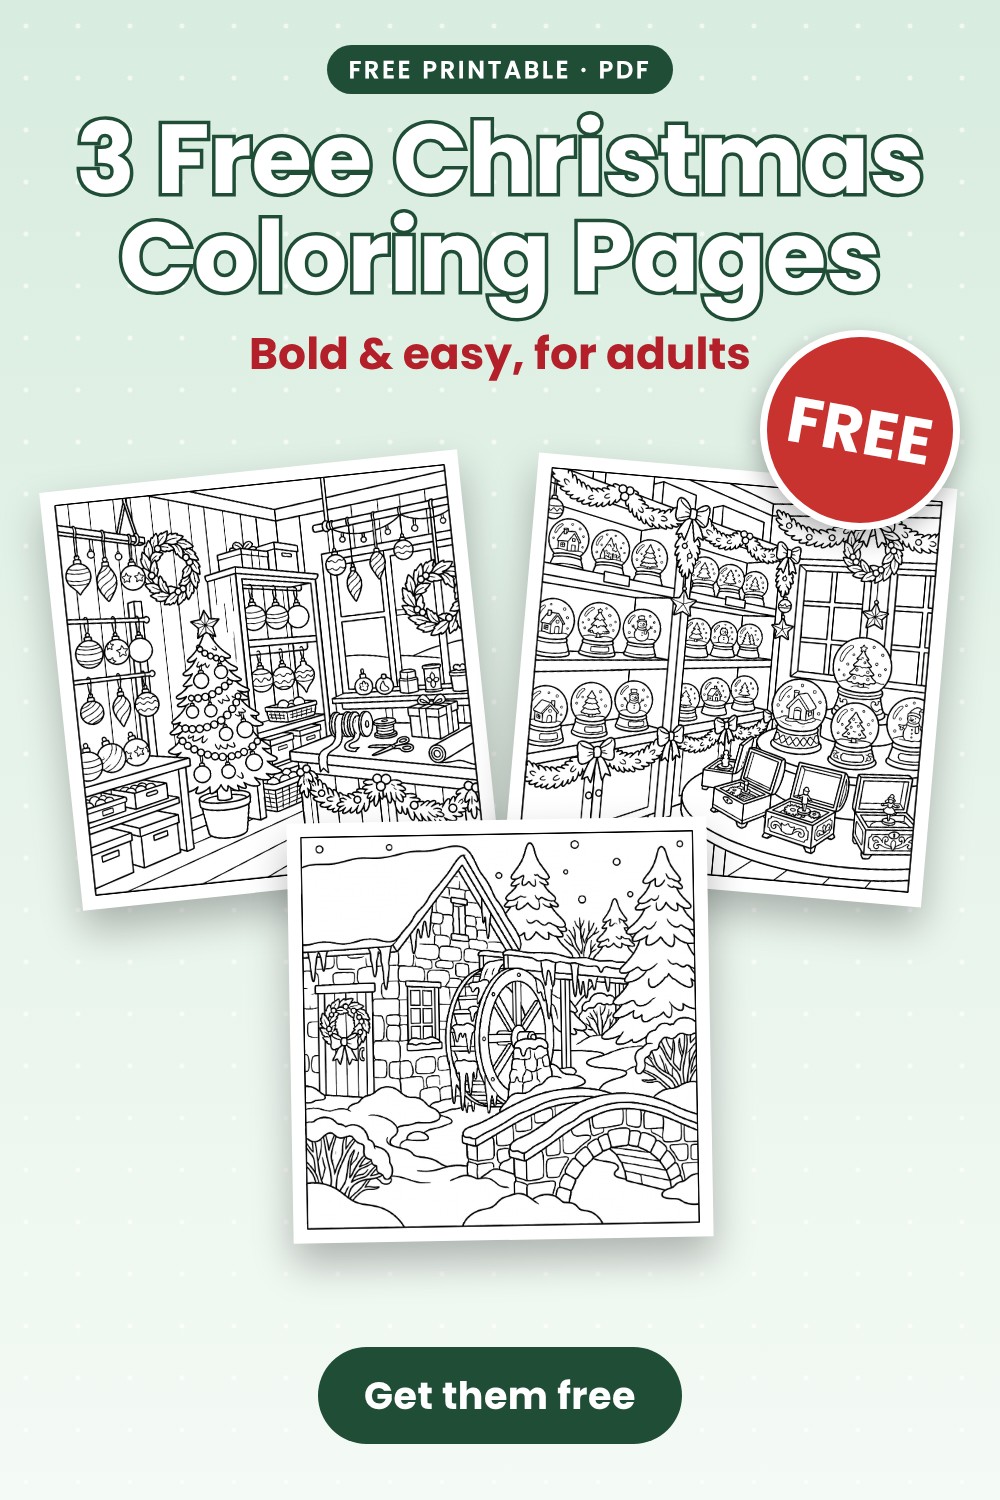 FREE PRINTABLE · PDF
3 Free Christmas
Coloring Pages
Bold & easy, for adults
FREE
Get them free